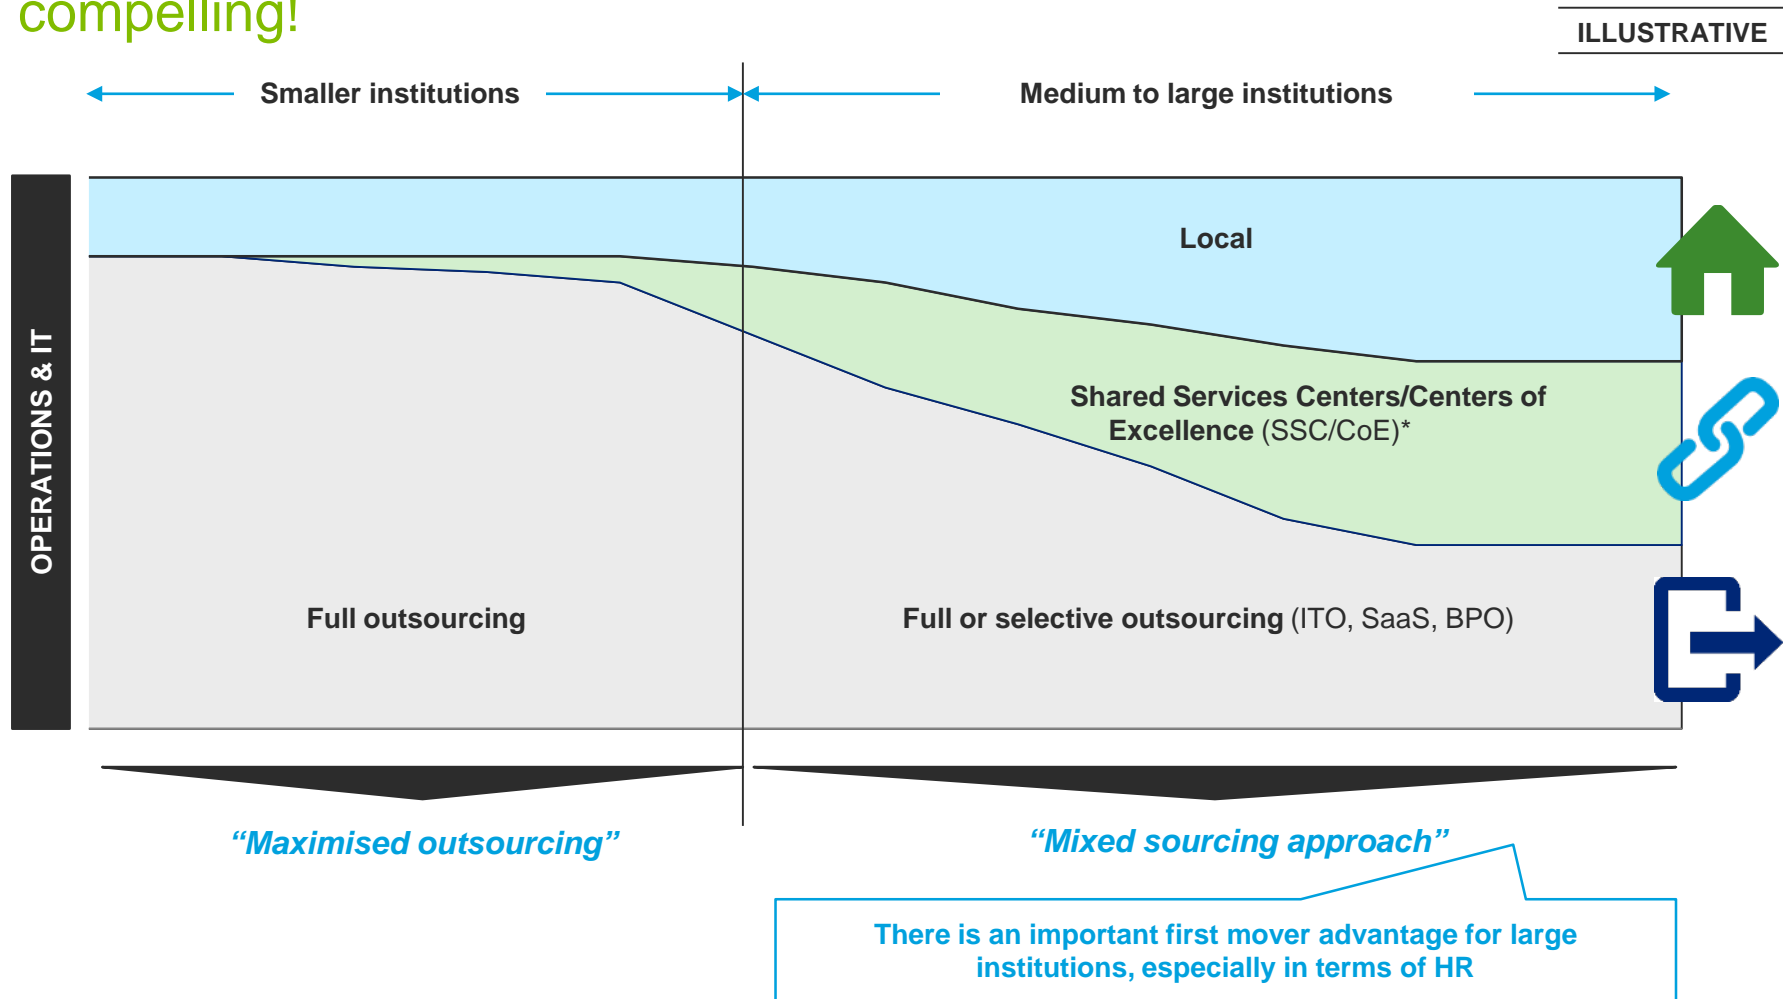 compelling!
ILLUSTRATIVE
Smaller institutions
Medium to large institutions
OPERATIONS & IT
Local
Shared Services Centers/Centers of
Excellence (SSC/CoE)*
Full outsourcing
Full or selective outsourcing (ITO, SaaS, BPO)
“Maximised outsourcing”
“Mixed sourcing approach”
There is an important first mover advantage for large
institutions, especially in terms of HR